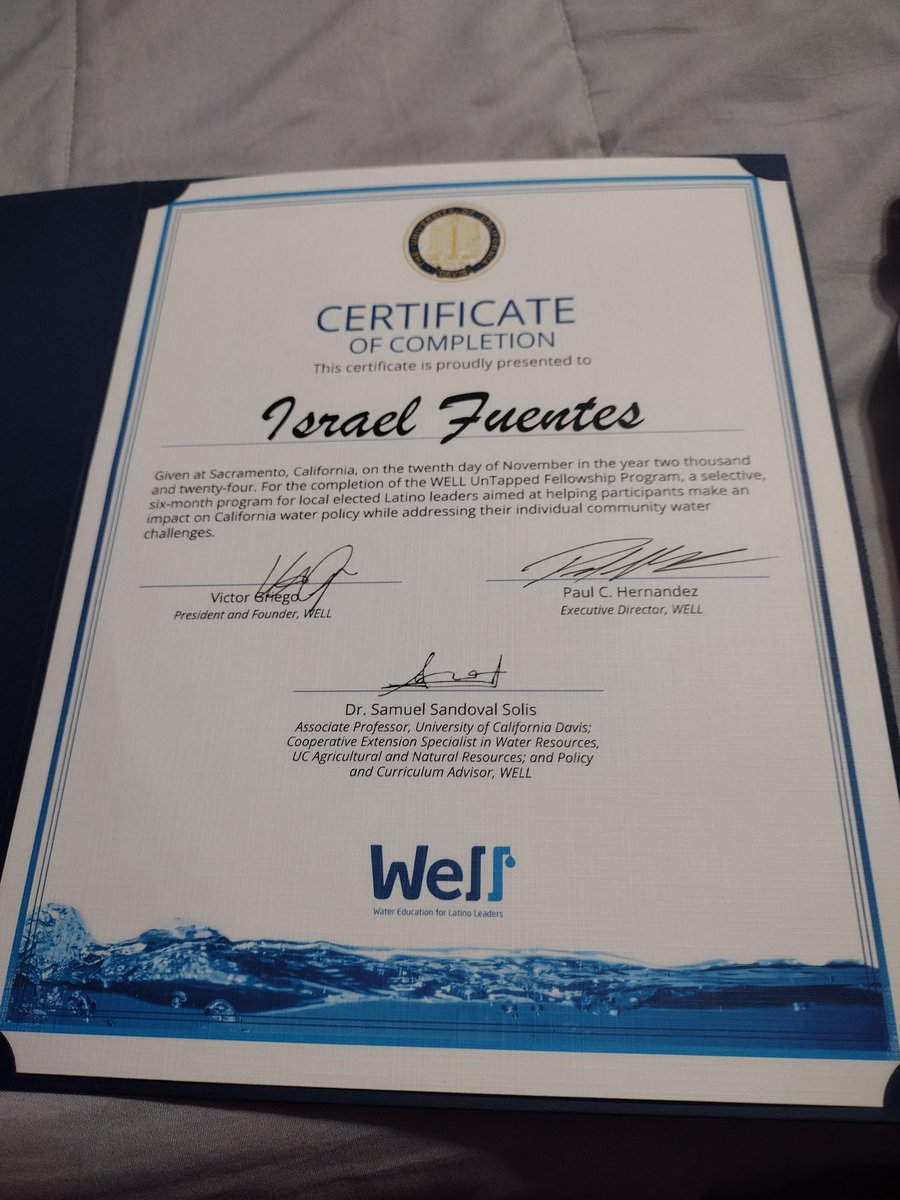 THE UNIVERSITY OF CALIFORNIA
DAVIS
CERTIFICATE
OF COMPLETION
This certificate is proudly presented to
Israel Fuentes
Given at Sacramento, California, on the twentieth day of November in the year two thousand
and twenty-four. For the completion of the WELL UnTapped Fellowship Program, a selective,
six-month program for local elected Latino leaders aimed at helping participants make an
impact on California water policy while addressing their individual community water
challenges.
Victor Griego
President and Founder, WELL
Paul C. Hernandez
Executive Director, WELL
Dr. Samuel Sandoval Solis
Associate Professor, University of California Davis;
Cooperative Extension Specialist in Water Resources,
UC Agricultural and Natural Resources; and Policy
and Curriculum Advisor, WELL
Well
Water Education for Latino Leaders